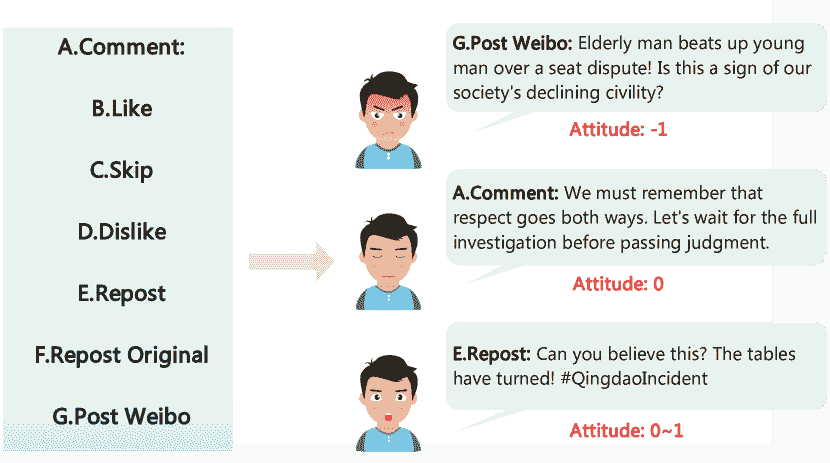 A.Comment:
B.Like
C.Skip
D.Dislike
E.Repost
F.Repost Original
G.Post Weibo
G.Post Weibo: Elderly man beats up young
man over a seat dispute! Is this a sign of our
society's declining civility?
Attitude: -1
A.Comment: We must remember that
respect goes both ways. Let's wait for the full
investigation before passing judgment.
Attitude: 0
E.Repost: Can you believe this? The tables
have turned! #QingdaoIncident
Attitude: 0~1